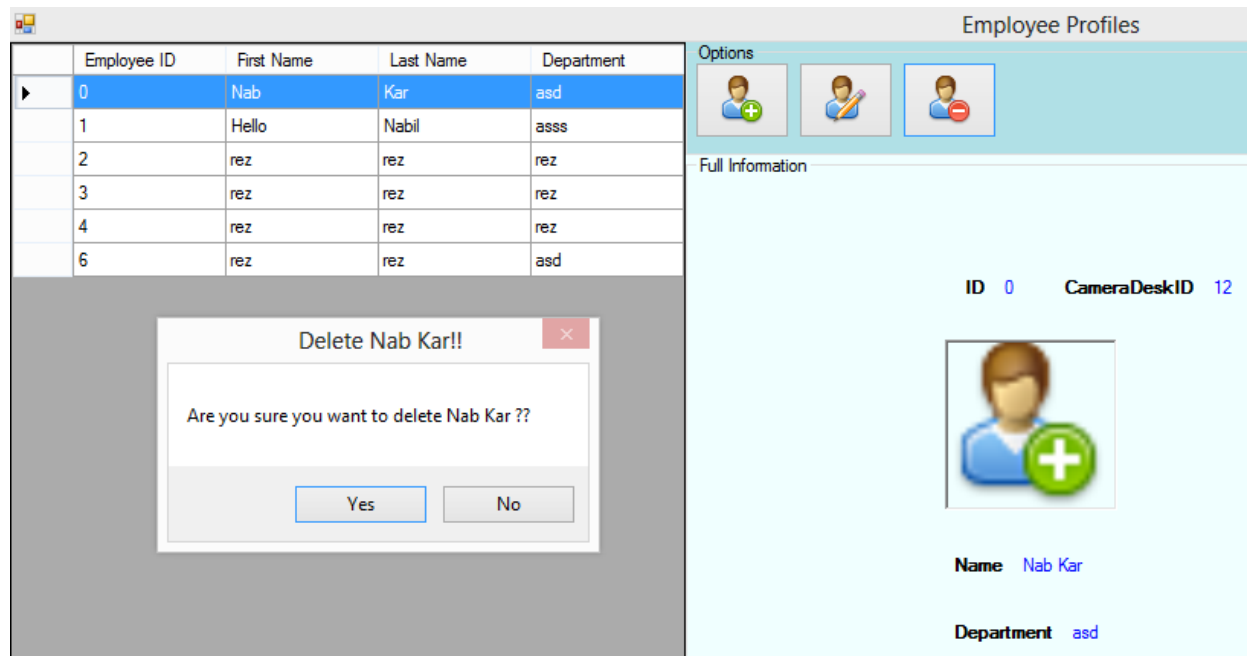 Employee Profiles
Employee ID First Name Last Name Department
0 Nab Kar asd
1 Hello Nabil asss
2 rez rez rez
3 rez rez rez
4 rez rez rez
6 rez rez asd
Delete Nab Kar!!
Are you sure you want to delete Nab Kar ??
Yes No
Options
Full Information
ID 0 CameraDeskID 12
Name Nab Kar
Department asd